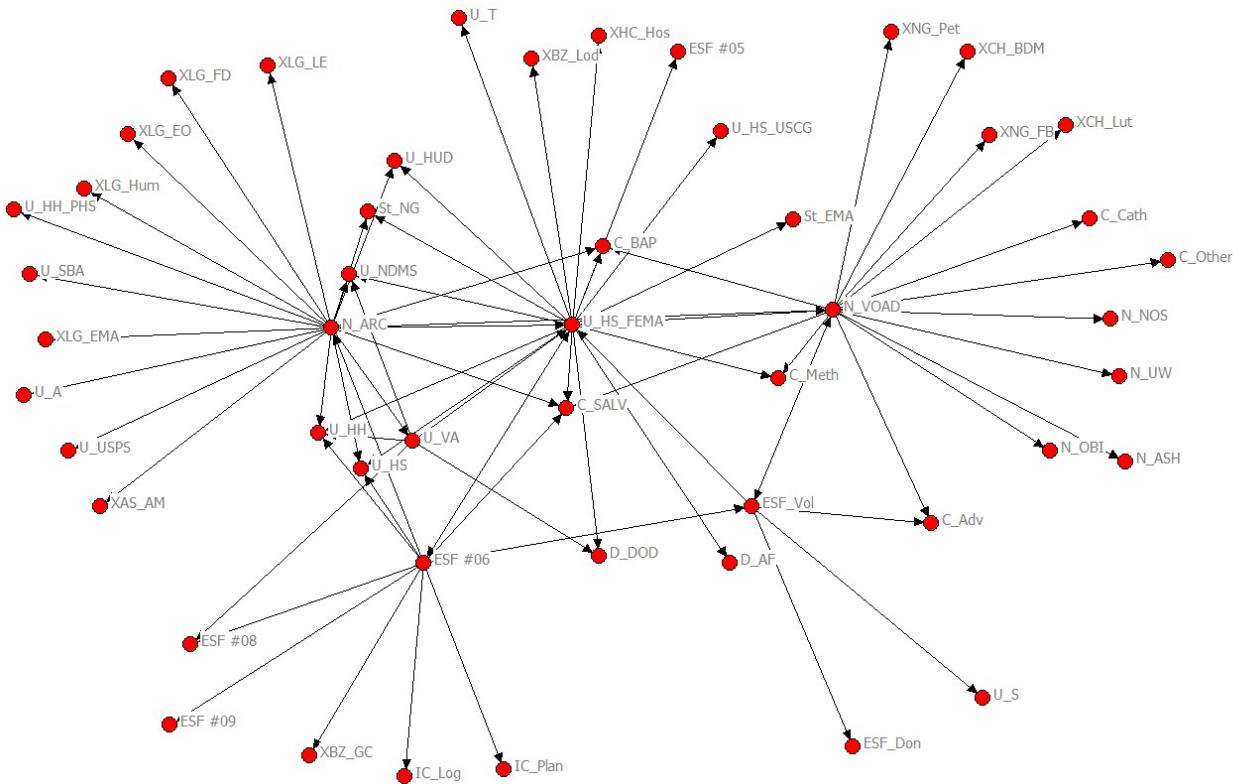 U_T
XHC_Hos
XNG_Pet
XBZ_Lod
ESF #05
XCH_BDM
XLG_LE
XLG_FD
XLG_EO
U_HS_USCG
XNG_FB
XCH_Lut
U_HUD
XLG_Hum
U_HH_PHS
St_NG
St_EMA
C_Cath
C_BAP
C_Other
U_SBA
U_NDMS
N_VOAD
N_NOS
U_HS_FEMA
N_ARC
XLG_EMA
C_Meth
N_UW
U_A
C_SALV
U_HH
U_VA
U_USPS
N_OBI
N_ASH
U_HS
XAS_AM
ESF_Vol
C_Adv
D_DOD
ESF #06
D_AF
ESF #08
U_S
ESF #09
ESF_Don
XBZ_GC
IC_Plan
IC_Log